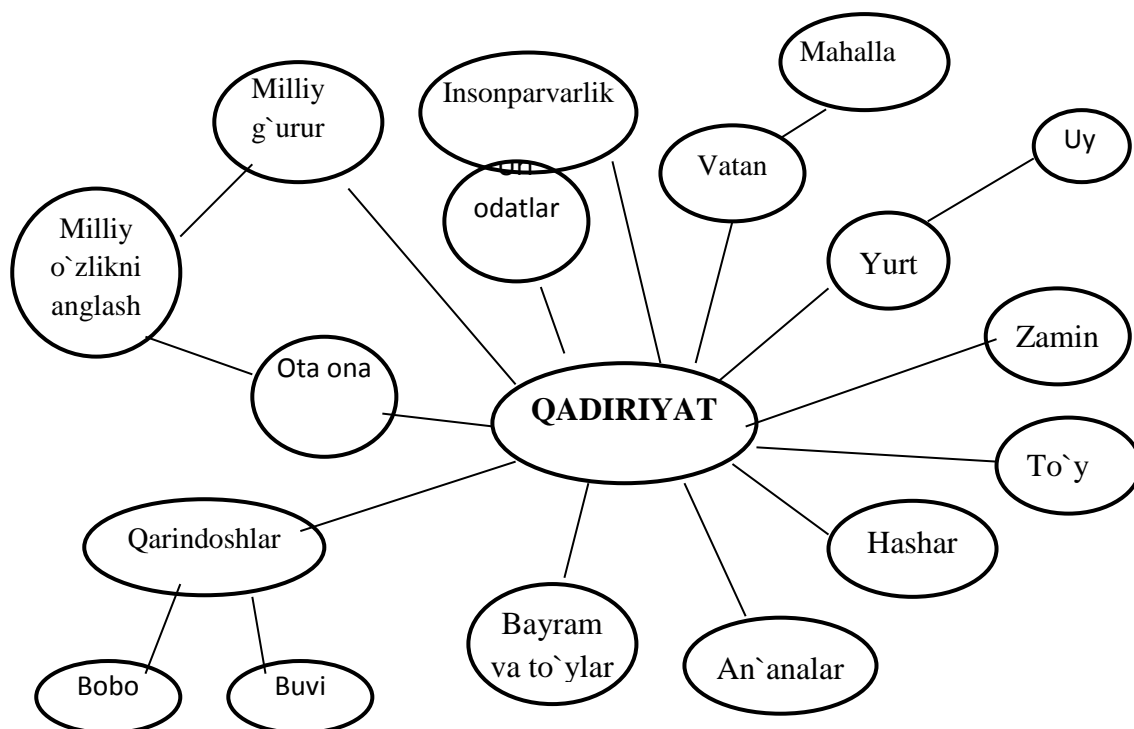 Mahalla
Milliy
g`urur
Insonparvarlik
Uy
Vatan
odatlar
Milliy
o`zlikni
anglash
Yurt
Zamin
Ota ona
QADIRIYAT
To`y
Qarindoshlar
Hashar
Bayram
va to`ylar
An`analar
Bobo
Buvi